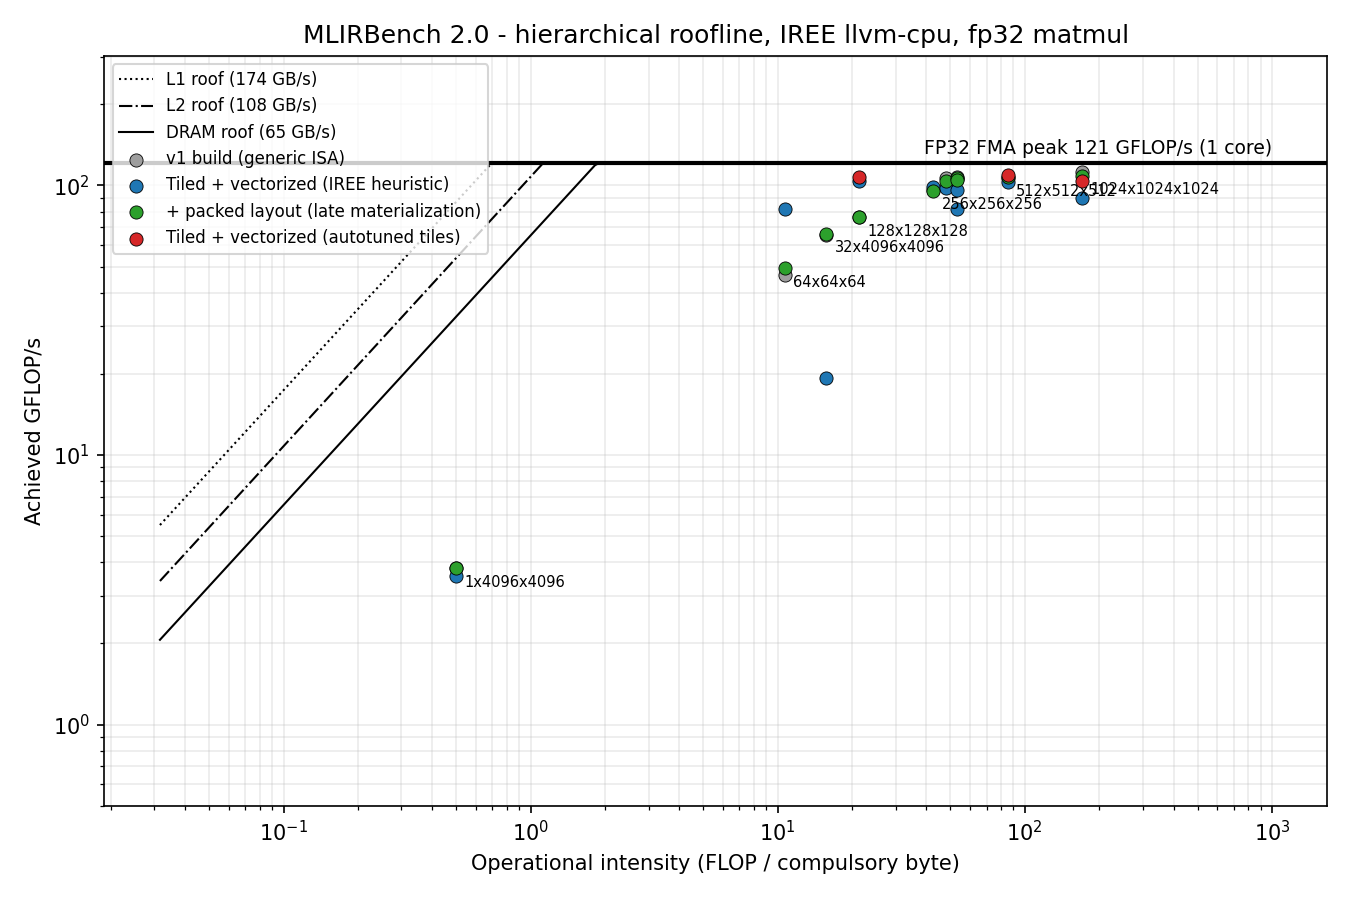 MLIRBench 2.0 - hierarchical roofline, IREE llvm-cpu, fp32 matmul
L1 roof (174 GB/s)
L2 roof (108 GB/s)
DRAM roof (65 GB/s)
v1 build (generic ISA)
Tiled + vectorized (IREE heuristic)
+ packed layout (late materialization)
Tiled + vectorized (autotuned tiles)
FP32 FMA peak 121 GFLOP/s (1 core)
512x512x512
1024x1024x1024
256x256x256
128x128x128
32x4096x4096
64x64x64
1x4096x4096
Achieved GFLOP/s
10²
10¹
10⁰
10⁻¹
10⁰
10¹
10²
10³
Operational intensity (FLOP / compulsory byte)